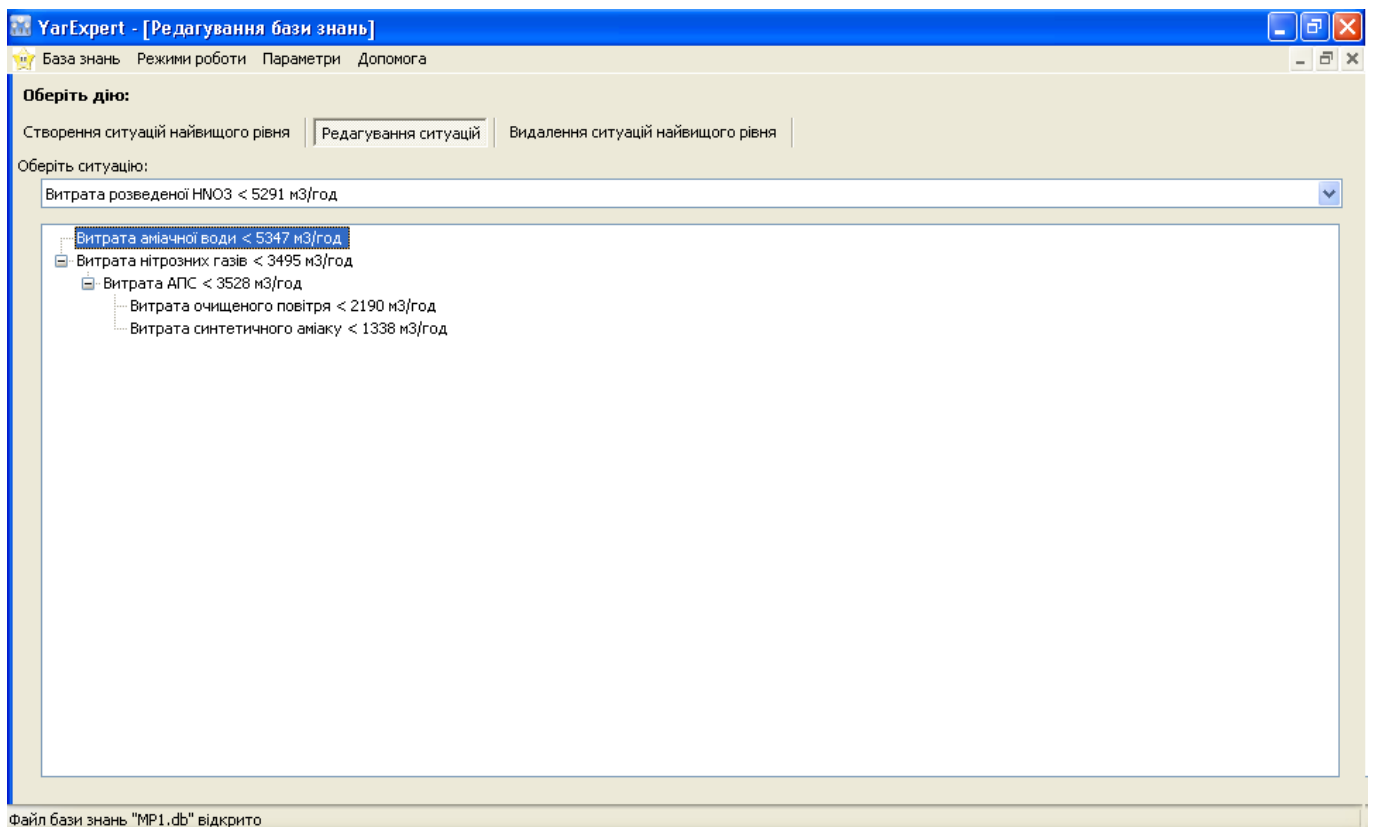 YarExpert - [Редагування бази знань]
База знань Режими роботи Параметри Допомога
Оберіть дію:
Створення ситуацій найвищого рівня Редагування ситуацій Видалення ситуацій найвищого рівня
Оберіть ситуацію:
Витрата розведеної HNO3 < 5291 м3/год
Витрата аміачної води < 5347 м3/год
Витрата нітрозних газів < 3495 м3/год
Витрата АПС < 3528 м3/год
Витрата очищеного повітря < 2190 м3/год
Витрата синтетичного аміаку < 1338 м3/год
Файл бази знань "MP1.db" відкрито